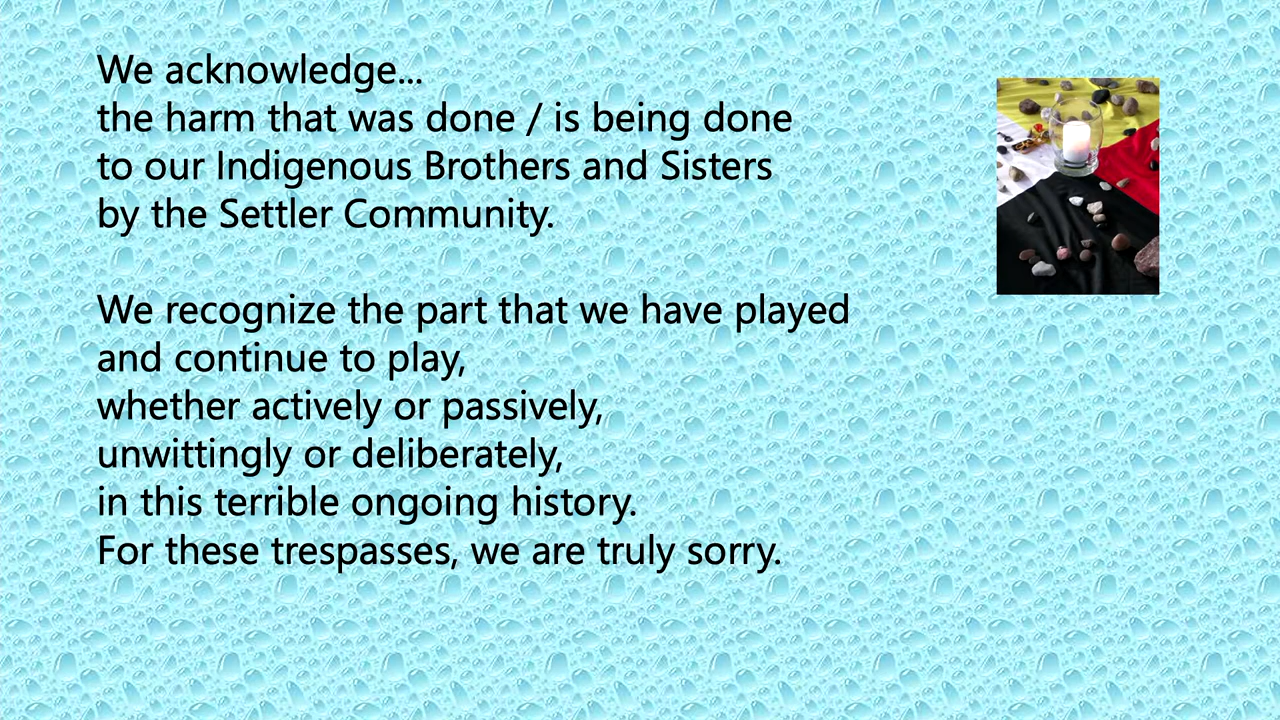 We acknowledge...
the harm that was done / is being done
to our Indigenous Brothers and Sisters
by the Settler Community.
We recognize the part that we have played
and continue to play,
whether actively or passively,
unwittingly or deliberately,
in this terrible ongoing history.
For these trespasses, we are truly sorry.